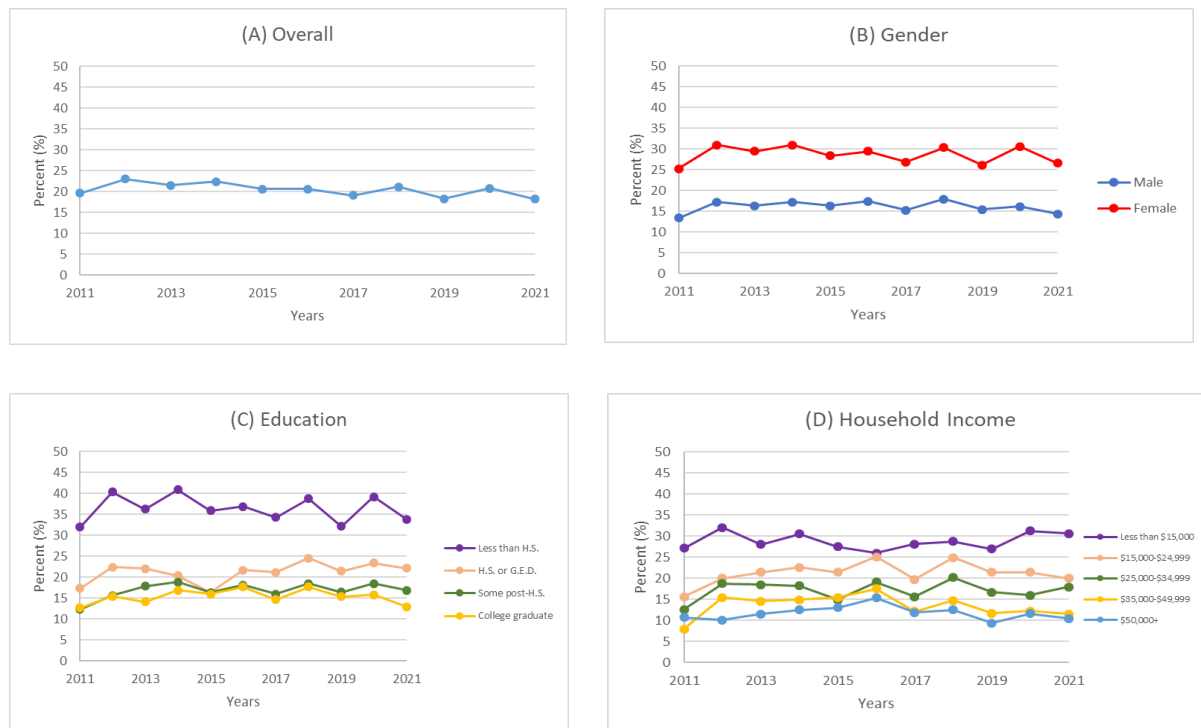 (A) Overall
50
45
40
35
30
25
20
15
10
5
0
Percent (%)
2011 2013 2015 2017 2019 2021
Years
(B) Gender
50
45
40
35
30
25
20
15
10
5
0
Percent (%)
2011 2013 2015 2017 2019 2021
Years
Male
Female
(C) Education
50
45
40
35
30
25
20
15
10
5
0
Percent (%)
2011 2013 2015 2017 2019 2021
Years
Less than H.S.
H.S. or G.E.D.
Some post-H.S.
College graduate
(D) Household Income
50
45
40
35
30
25
20
15
10
5
0
Percent (%)
2011 2013 2015 2017 2019 2021
Years
Less than $15,000
$15,000-$24,999
$25,000-$34,999
$35,000-$49,999
$50,000+